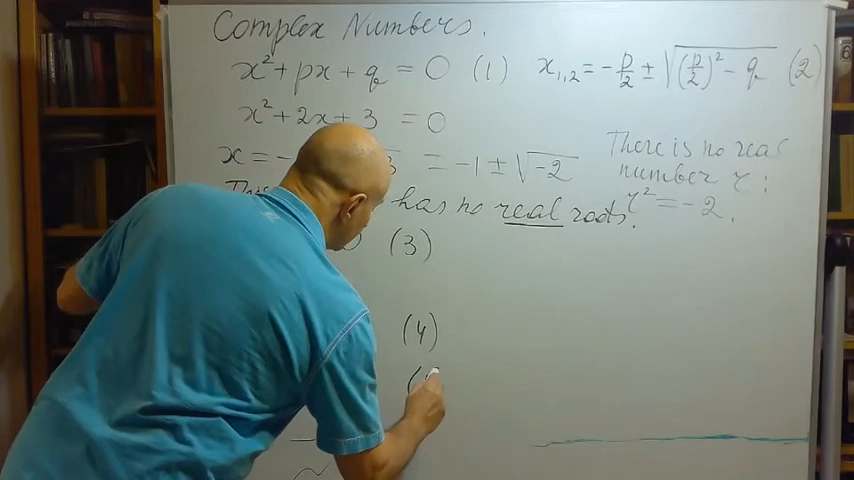 Complex Numbers.
x² + px + q = 0 (1) x₁,₂ = -p/2 ± √((p/2)² - q) (2)
x² + 2x + 3 = 0
x = - 3 = -1 ± √-2
There is no real
number r :
r² = -2.
has no real roots.
(3)
(4)